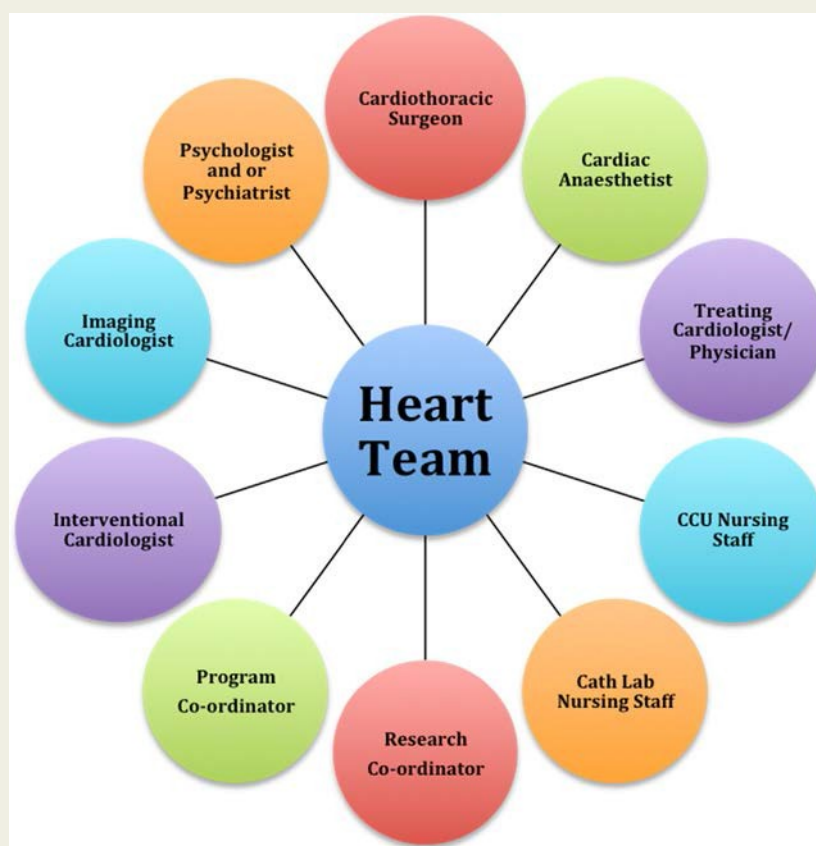 Cardiothoracic
Surgeon
Cardiac
Anaesthetist
Treating
Cardiologist/
Physician
CCU Nursing
Staff
Cath Lab
Nursing Staff
Research
Co-ordinator
Program
Co-ordinator
Interventional
Cardiologist
Imaging
Cardiologist
Psychologist
and or
Psychiatrist
Heart
Team